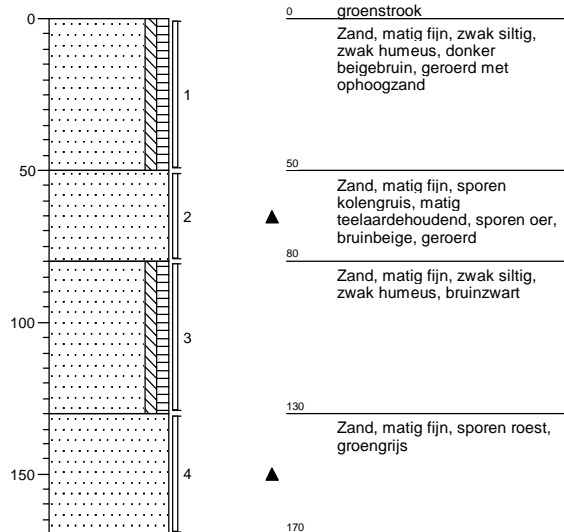 0
0 groenstrook
Zand, matig fijn, zwak siltig,
zwak humeus, donker
beigebruin, geroerd met
ophoogzand
1
50
50
Zand, matig fijn, sporen
kolengruis, matig
teelaardehoudend, sporen oer,
bruinbeige, geroerd
2
80
Zand, matig fijn, zwak siltig,
zwak humeus, bruinzwart
100
3
130
Zand, matig fijn, sporen roest,
groengrijs
150
4
170